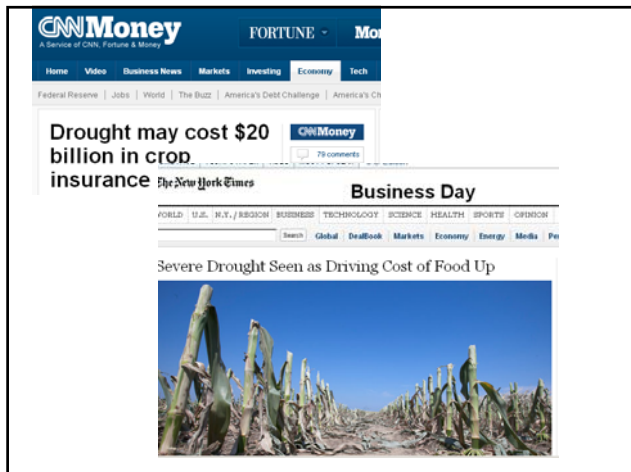 CNNMoney
A Service of CNN, Fortune & Money
FORTUNE
Home Video Business News Markets Investing Economy Tech
Federal Reserve | Jobs | World | The Buzz | America's Debt Challenge | America's Ch
Drought may cost $20
billion in crop
insurance
CNNMoney
79 comments
The New York Times
Business Day
WORLD U.S. N.Y. / REGION BUSINESS TECHNOLOGY SCIENCE HEALTH SPORTS OPINION
Search Global DealBook Markets Economy Energy Media
Severe Drought Seen as Driving Cost of Food Up